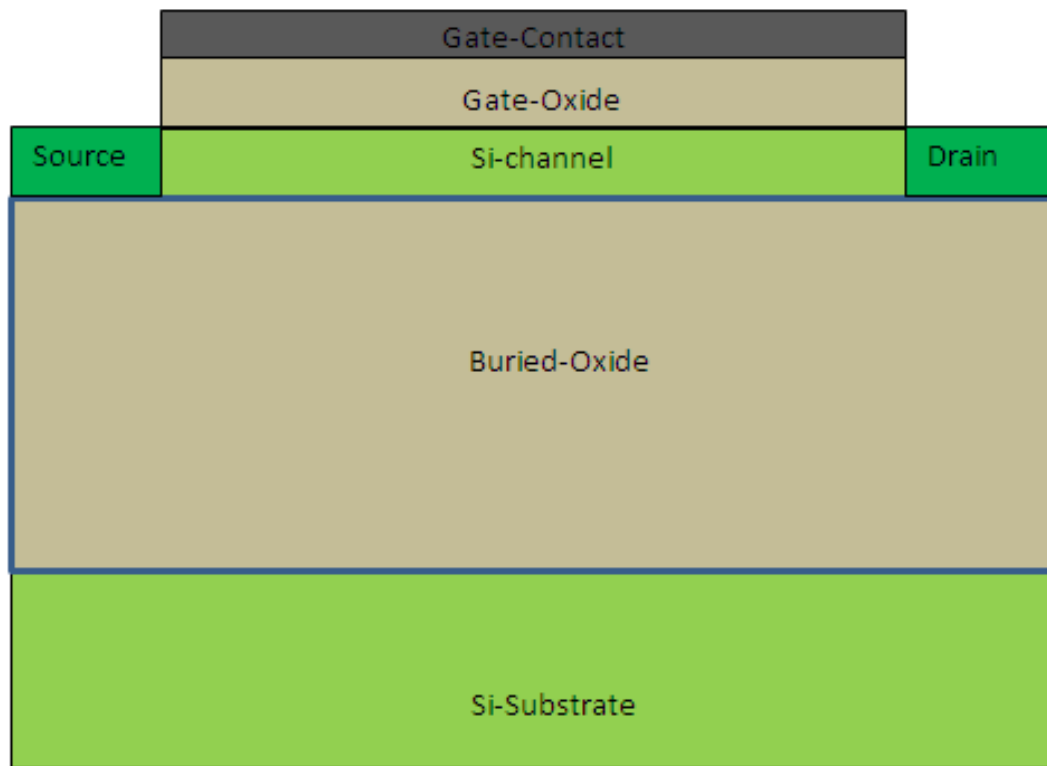 Gate-Contact
Gate-Oxide
Source
Si-channel
Drain
Buried-Oxide
Si-Substrate